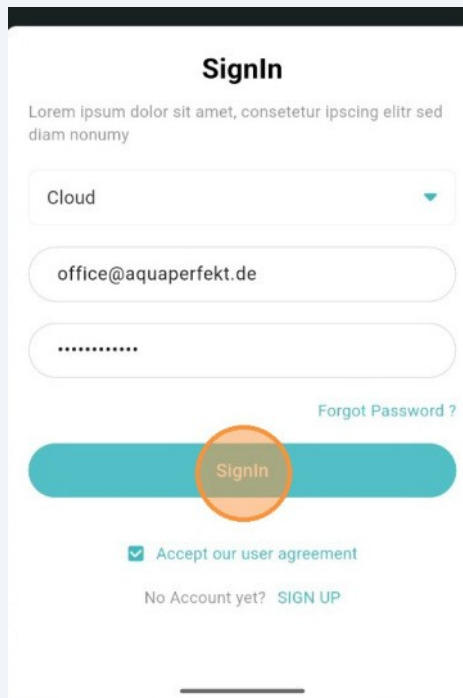 SignIn
Lorem ipsum dolor sit amet, consetetur ipscing elitr sed
diam nonumy
Cloud
office@aquaperfekt.de
••••••••••••
Forgot Password ?
SignIn
Accept our user agreement
No Account yet? SIGN UP